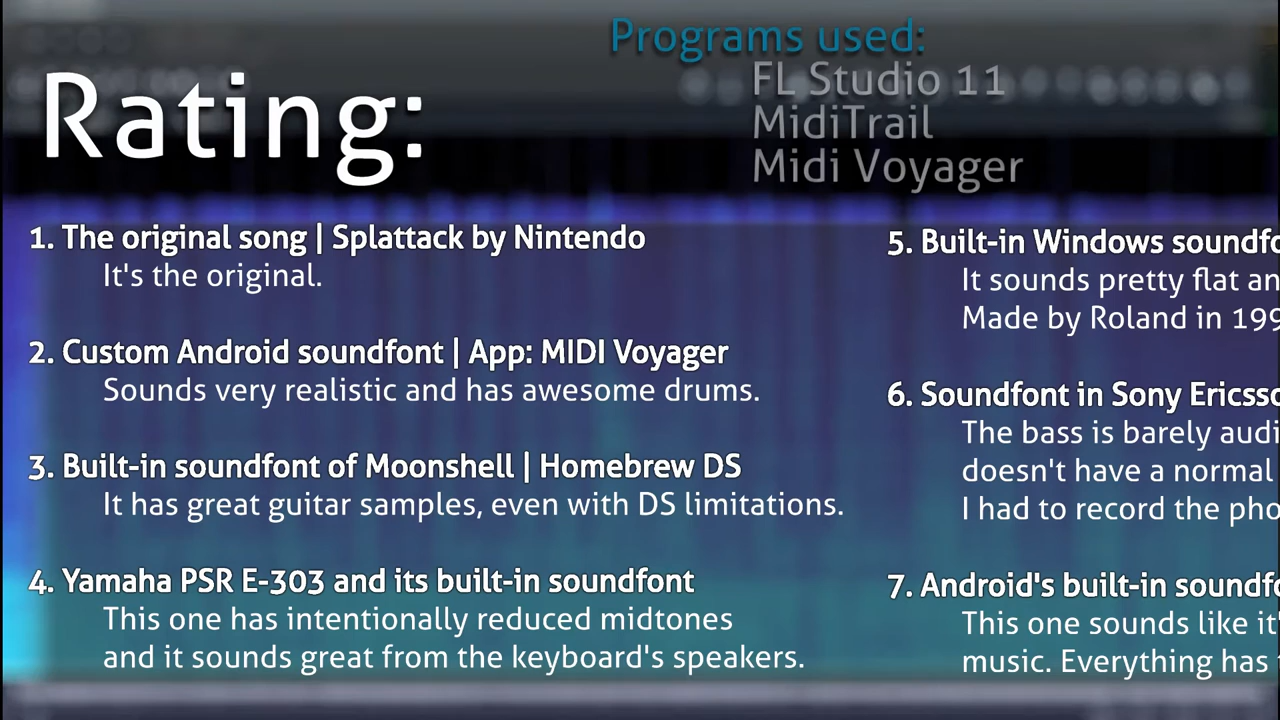 Programs used:
FL Studio 11
MidiTrail
Midi Voyager
Rating:
1. The original song | Splattack by Nintendo
It's the original.
2. Custom Android soundfont | App: MIDI Voyager
Sounds very realistic and has awesome drums.
3. Built-in soundfont of Moonshell | Homebrew DS
It has great guitar samples, even with DS limitations.
4. Yamaha PSR E-303 and its built-in soundfont
This one has intentionally reduced midtones
and it sounds great from the keyboard's speakers.
5. Built-in Windows
It sounds pretty flat
Made by Roland in
6. Soundfont in Sony
The bass is barely
doesn't have a normal
I had to record the
7. Android's built-in
This one sounds like
music. Everything has